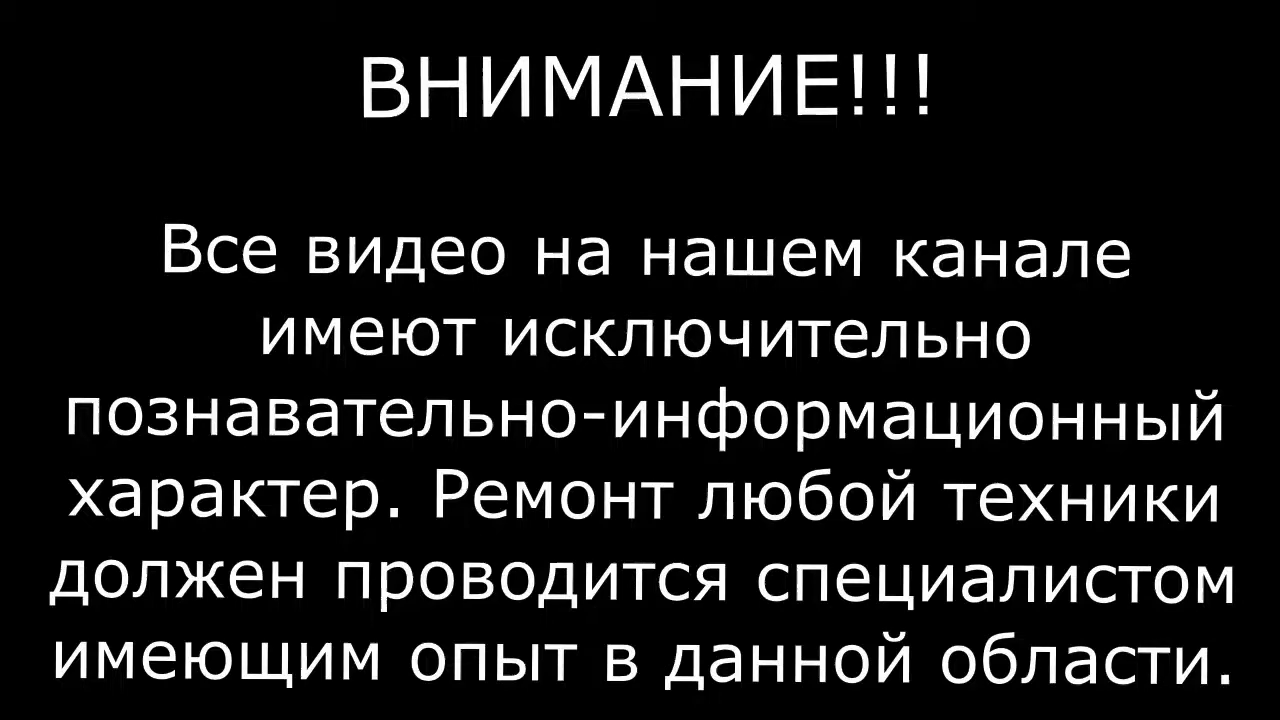 ВНИМАНИЕ!!!
Все видео на нашем канале
имеют исключительно
познавательно-информационный
характер. Ремонт любой техники
должен проводится специалистом
имеющим опыт в данной области.